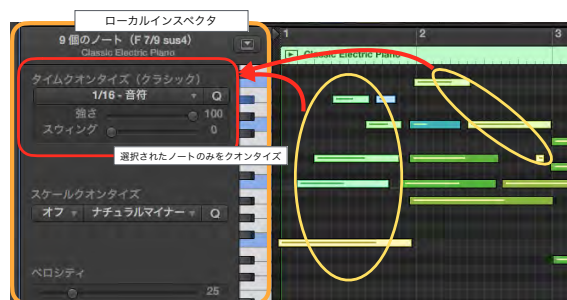 ローカルインスペクタ
9 個のノート（F 7/9 sus4）
Classic Electric Piano
1
2
3
Classic Electric Piano
タイムクオンタイズ（クラシック）
1/16 - 音符
Q
強さ
100
スウィング
0
選択されたノートのみをクオンタイズ
スケールクオンタイズ
オフ
ナチュラルマイナー
Q
ベロシティ
25